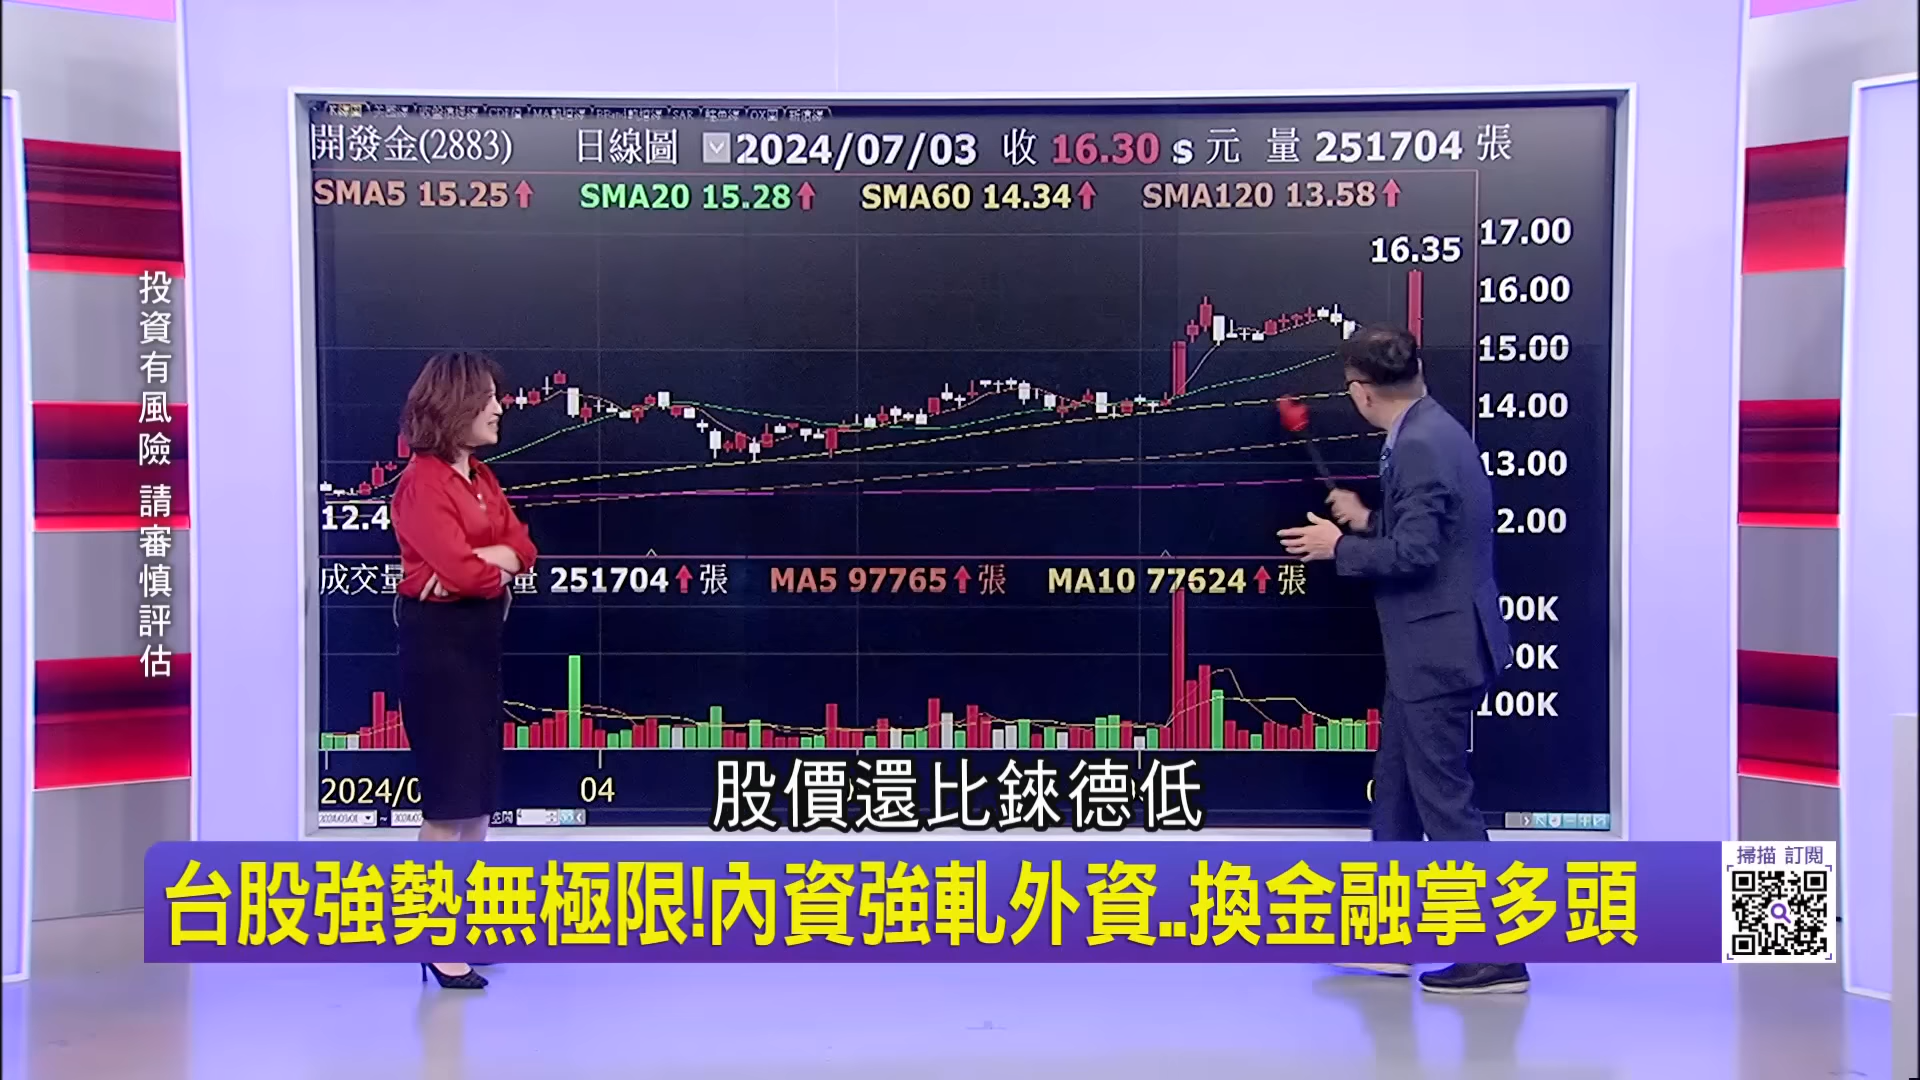 開發金(2883) 日線圖 2024/07/03 收 16.30 s 元 量 251704 張
SMA5 15.25↑ SMA20 15.28↑ SMA60 14.34↑ SMA120 13.58↑
16.35
17.00
16.00
15.00
14.00
13.00
2.00
12.4
成交量 量 251704↑張 MA5 97765↑張 MA10 77624↑張
00K
00K
100K
2024/0 04
投資有風險 請審慎評估
股價還比錸德低
台股強勢無極限!內資強軋外資..換金融掌多頭
掃描 訂閱